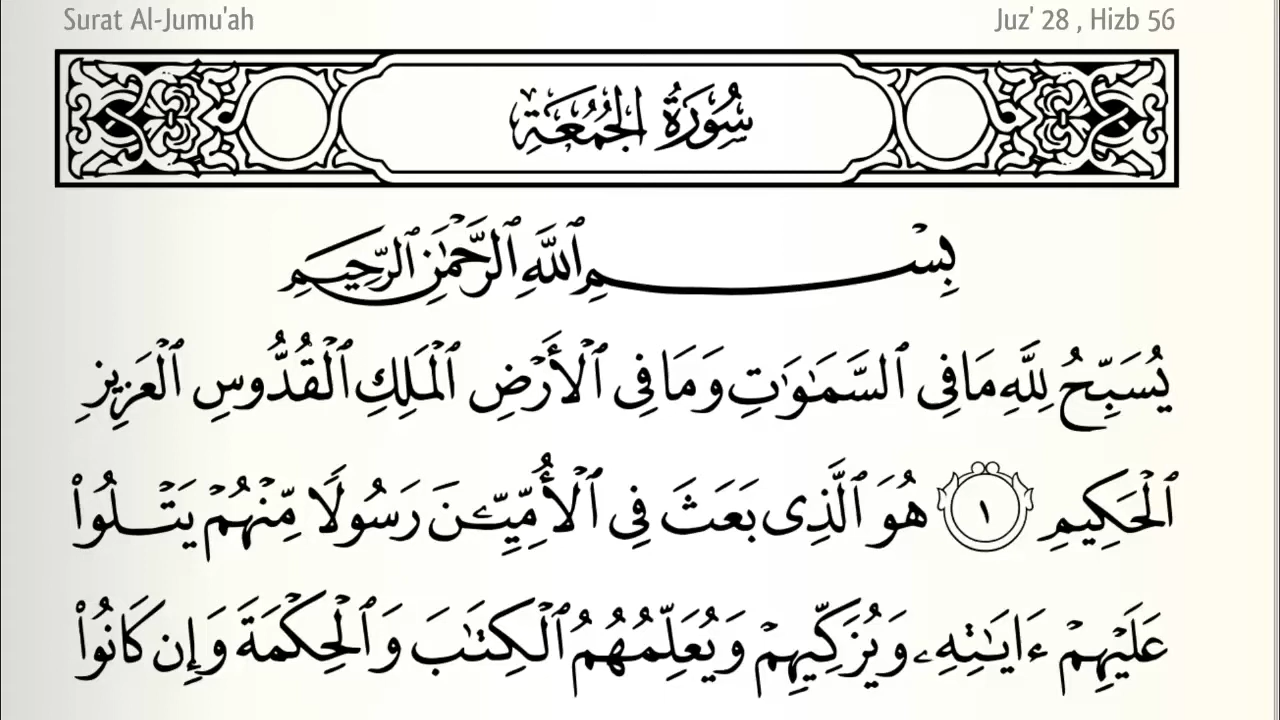 Surat Al-Jumu'ah
Juz' 28 , Hizb 56
سُورَةُ الجُمُعَةِ
بِسْمِ ٱللَّهِ ٱلرَّحْمَٰنِ ٱلرَّحِيمِ
يُسَبِّحُ لِلَّهِ مَا فِى ٱلسَّمَٰوَٰتِ وَمَا فِى ٱلْأَرْضِ ٱلْمَلِكِ ٱلْقُدُّوسِ ٱلْعَزِيزِ
ٱلْحَكِيمِ ١ هُوَ ٱلَّذِى بَعَثَ فِى ٱلْأُمِّيِّۦنَ رَسُولًا مِّنْهُمْ يَتْلُوا۟
عَلَيْهِمْ ءَايَٰتِهِۦ وَيُزَكِّيهِمْ وَيُعَلِّمُهُمُ ٱلْكِتَٰبَ وَٱلْحِكْمَةَ وَإِن كَانُوا۟